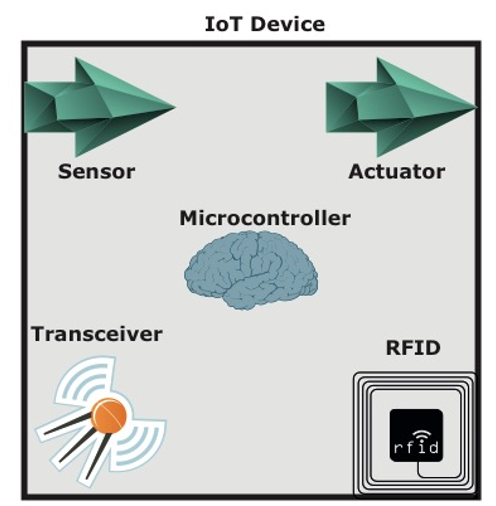 IoT Device
Sensor
Actuator
Microcontroller
Transceiver
RFID
rfid